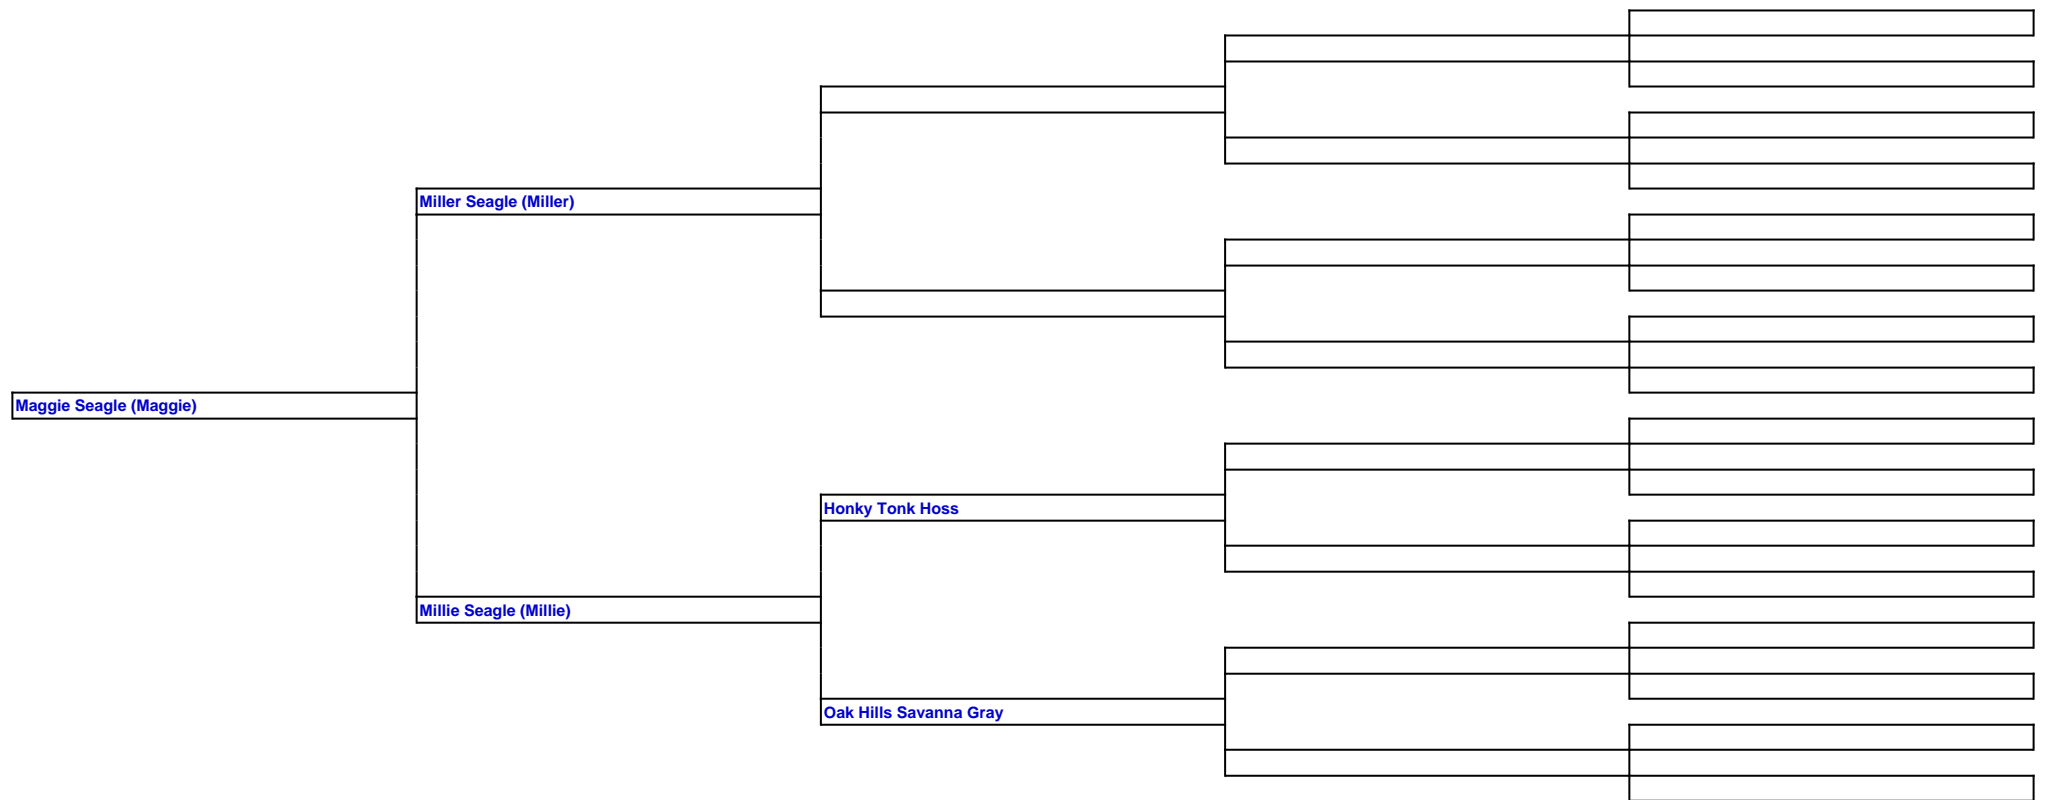 Miller Seagle (Miller)
Maggie Seagle (Maggie)
Honky Tonk Hoss
Millie Seagle (Millie)
Oak Hills Savanna Gray